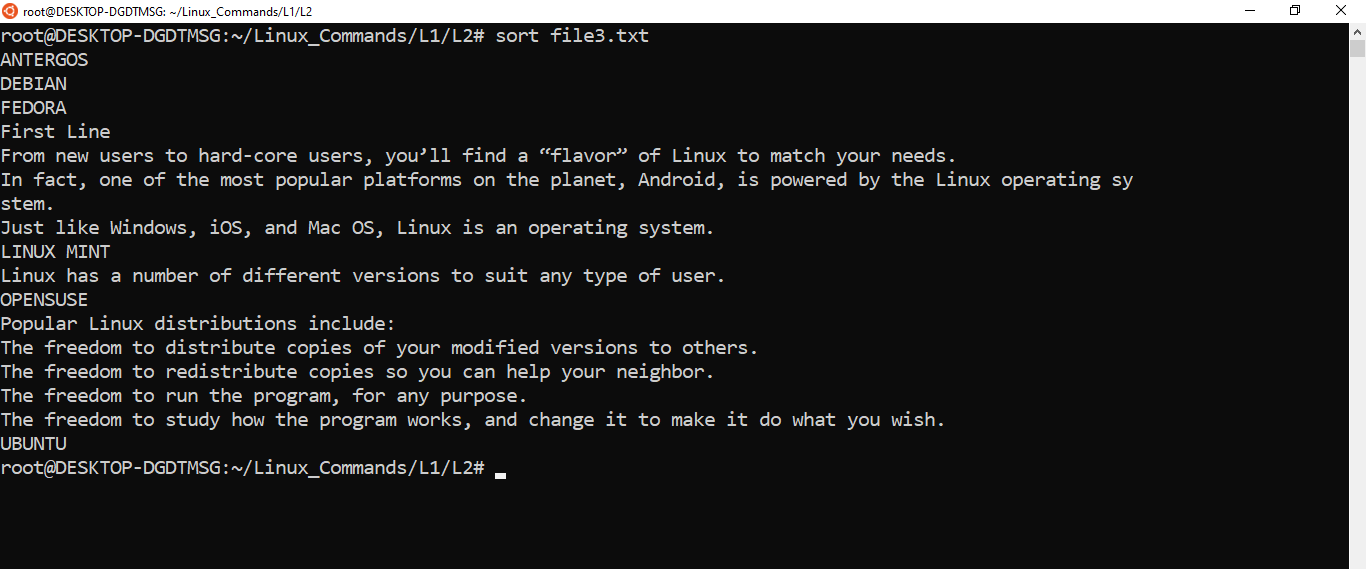 root@DESKTOP-DGDTMSG: ~/Linux_Commands/L1/L2
root@DESKTOP-DGDTMSG:~/Linux_Commands/L1/L2# sort file3.txt
ANTERGOS
DEBIAN
FEDORA
First Line
From new users to hard-core users, you’ll find a “flavor” of Linux to match your needs.
In fact, one of the most popular platforms on the planet, Android, is powered by the Linux operating sy
stem.
Just like Windows, iOS, and Mac OS, Linux is an operating system.
LINUX MINT
Linux has a number of different versions to suit any type of user.
OPENSUSE
Popular Linux distributions include:
The freedom to distribute copies of your modified versions to others.
The freedom to redistribute copies so you can help your neighbor.
The freedom to run the program, for any purpose.
The freedom to study how the program works, and change it to make it do what you wish.
UBUNTU
root@DESKTOP-DGDTMSG:~/Linux_Commands/L1/L2#